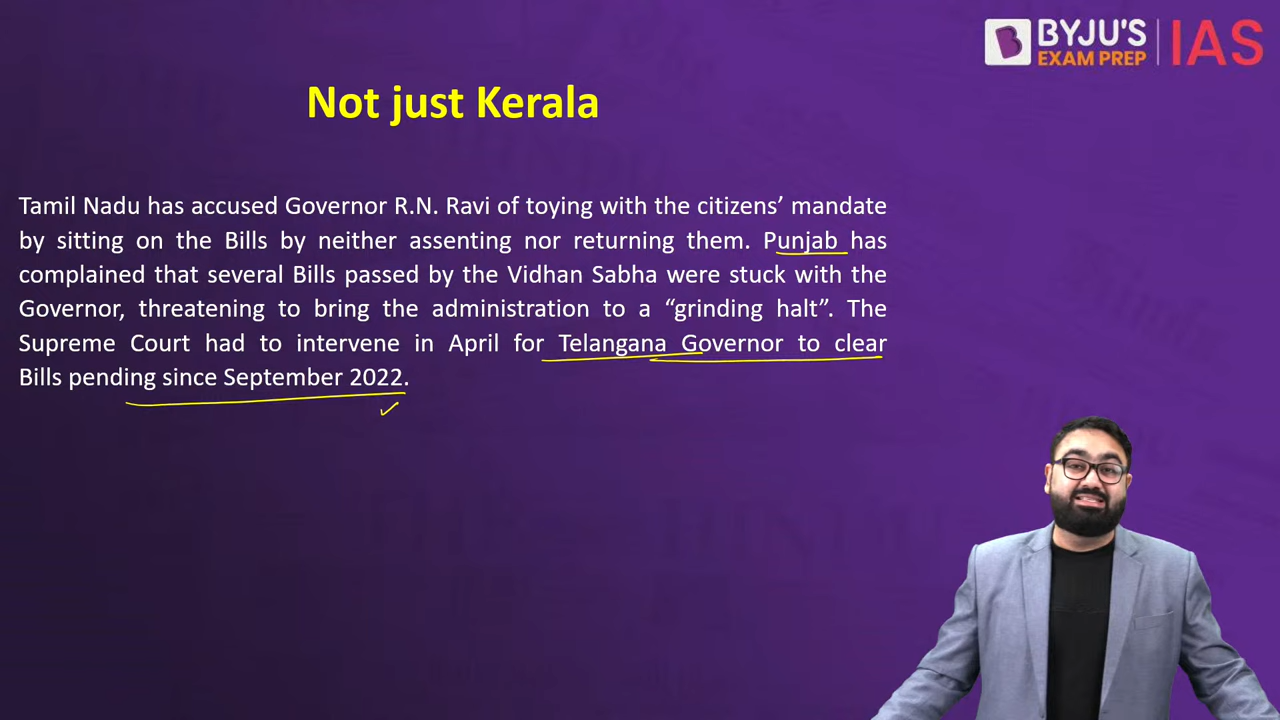 BYJU'S
EXAM PREP
IAS
Not just Kerala
Tamil Nadu has accused Governor R.N. Ravi of toying with the citizens’ mandate
by sitting on the Bills by neither assenting nor returning them. Punjab has
complained that several Bills passed by the Vidhan Sabha were stuck with the
Governor, threatening to bring the administration to a “grinding halt”. The
Supreme Court had to intervene in April for Telangana Governor to clear
Bills pending since September 2022.